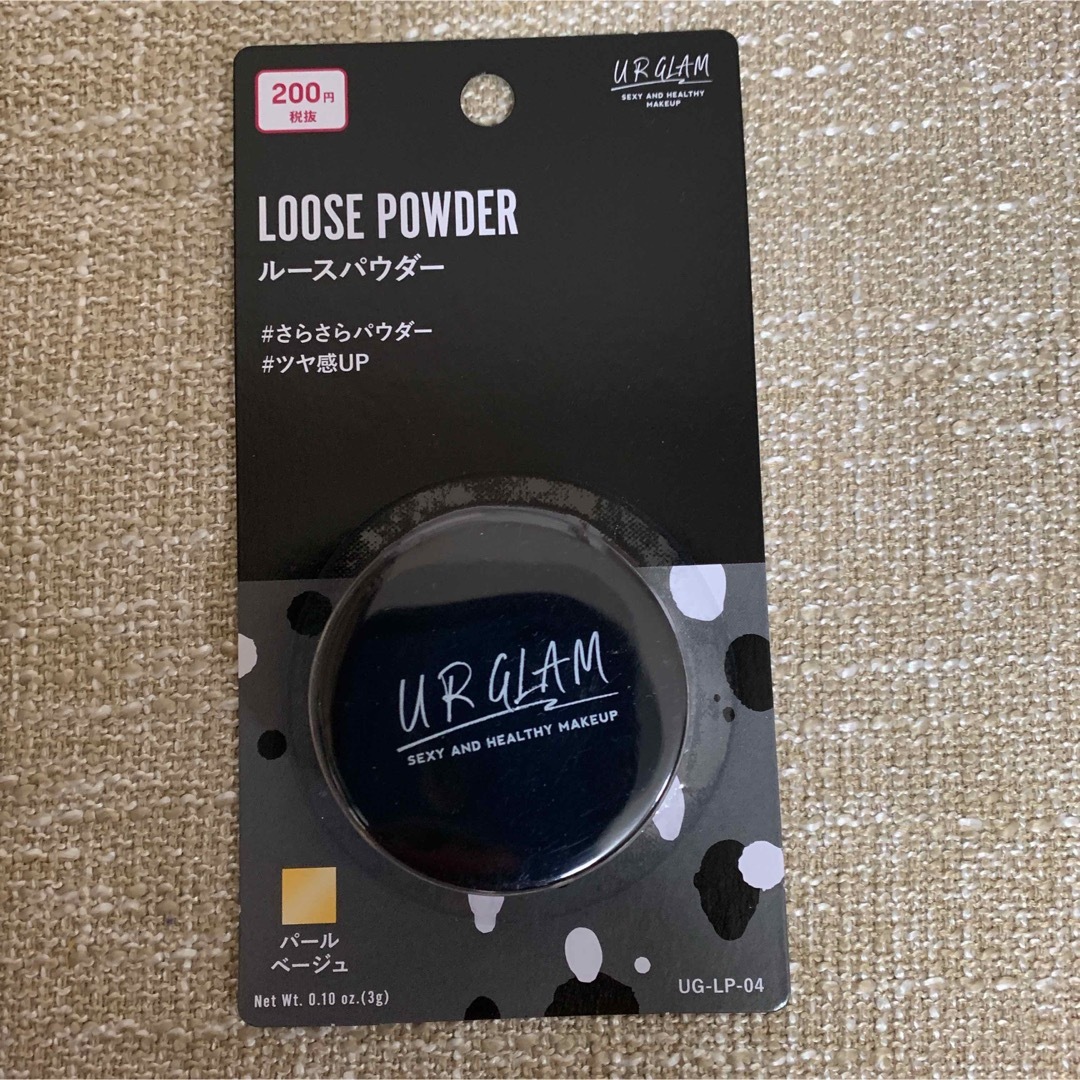 200円
税抜
UR GLAM
SEXY AND HEALTHY
MAKEUP
LOOSE POWDER
ルースパウダー
#さらさらパウダー
#ツヤ感UP
UR GLAM
SEXY AND HEALTHY MAKEUP
パール
ベージュ
Net Wt. 0.10 oz.(3g)
UG-LP-04